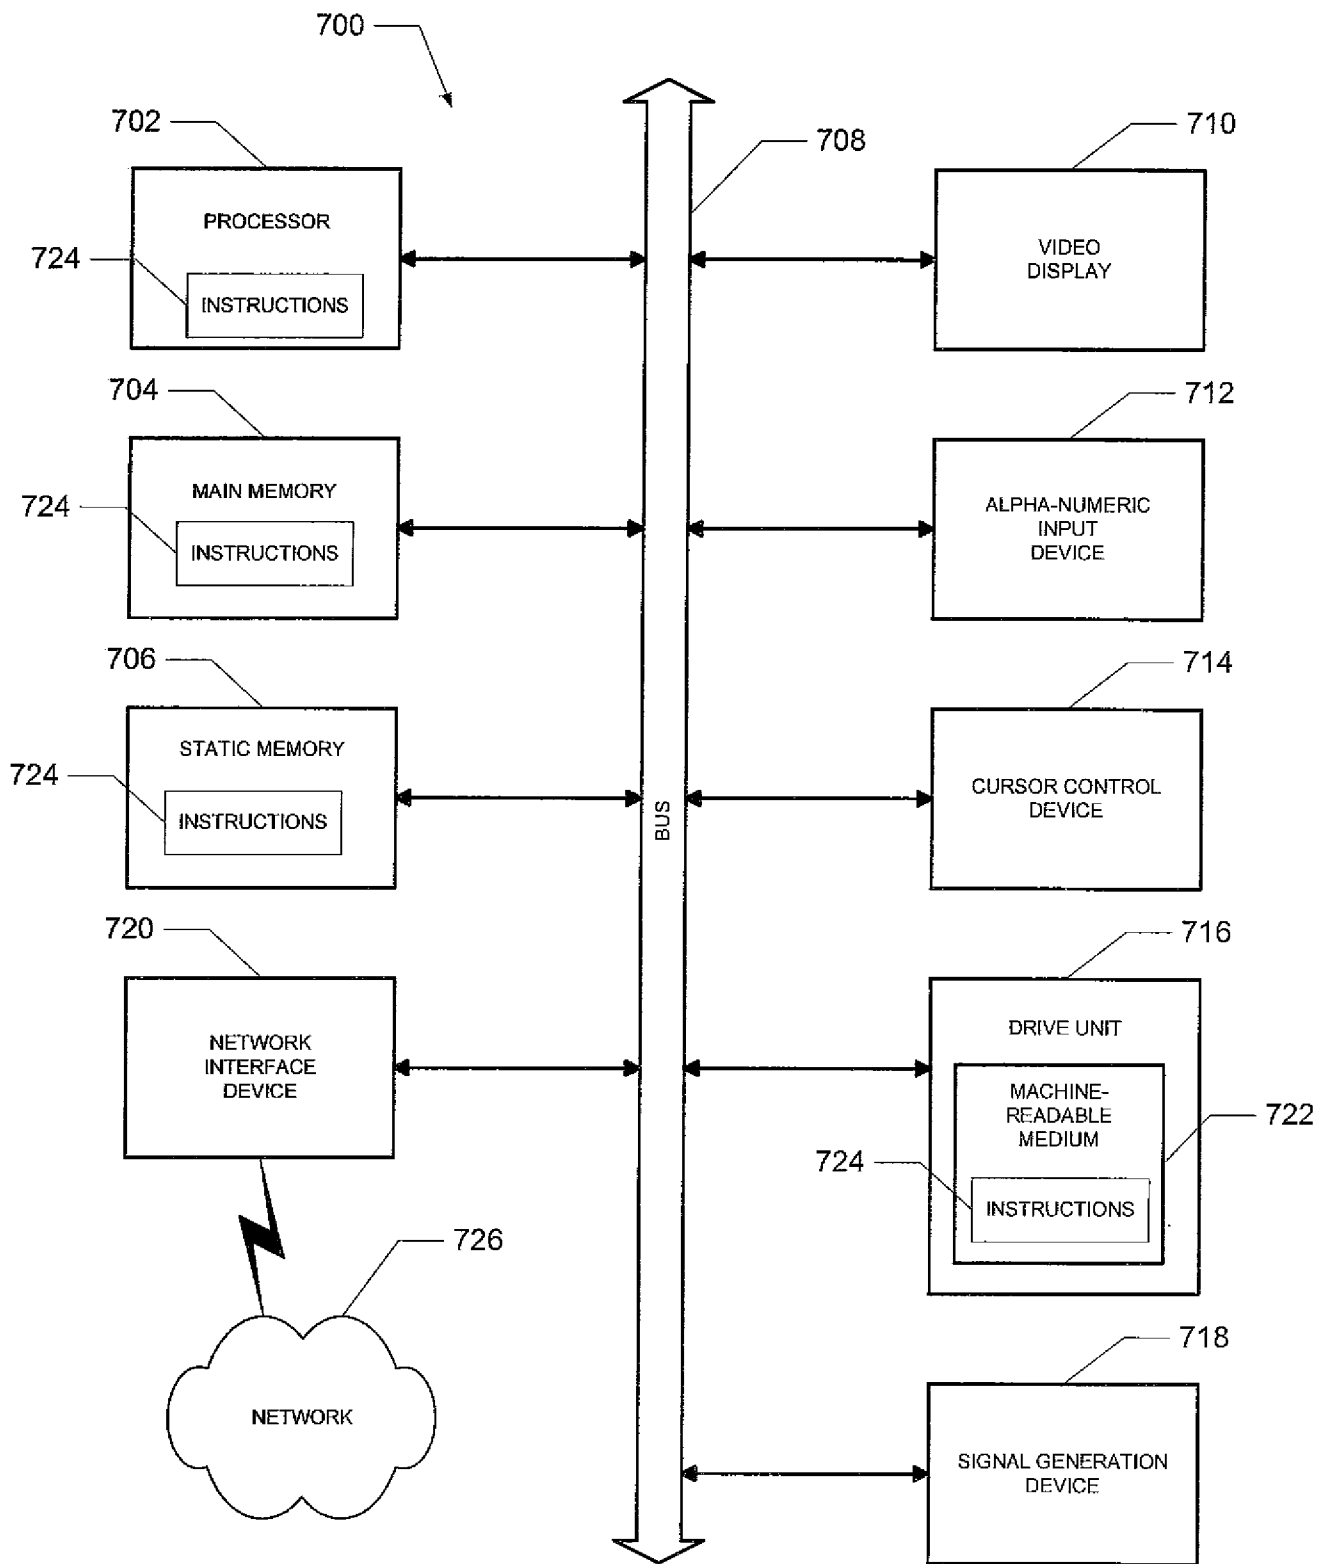 700
702
PROCESSOR
724
INSTRUCTIONS
704
MAIN MEMORY
724
INSTRUCTIONS
706
STATIC MEMORY
724
INSTRUCTIONS
720
NETWORK
INTERFACE
DEVICE
726
NETWORK
708
BUS
710
VIDEO
DISPLAY
712
ALPHA-NUMERIC
INPUT
DEVICE
714
CURSOR CONTROL
DEVICE
716
DRIVE UNIT
MACHINE-
READABLE
MEDIUM
722
724
INSTRUCTIONS
718
SIGNAL GENERATION
DEVICE